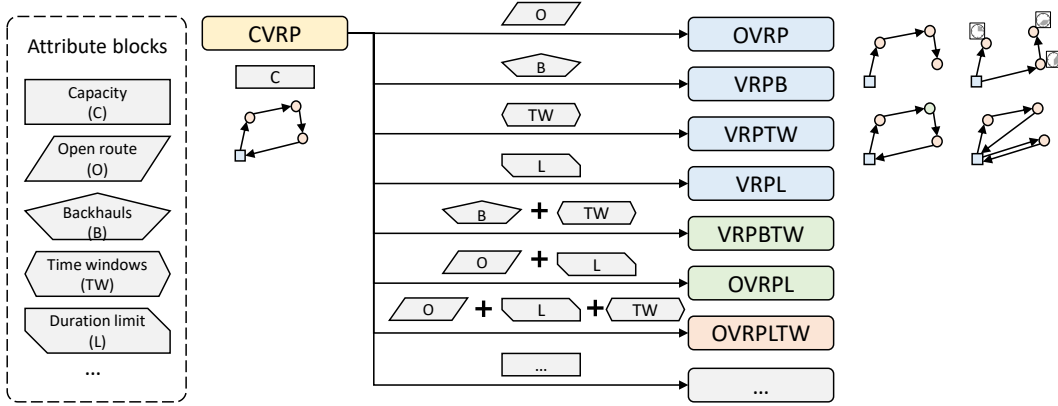 Attribute blocks
Capacity
(C)
Open route
(O)
Backhauls
(B)
Time windows
(TW)
Duration limit
(L)
...
CVRP
C
O
OVRP
B
VRPB
TW
VRPTW
L
VRPL
B + TW
VRPBTW
O + L
OVRPL
O + L + TW
OVRPLTW
...
...